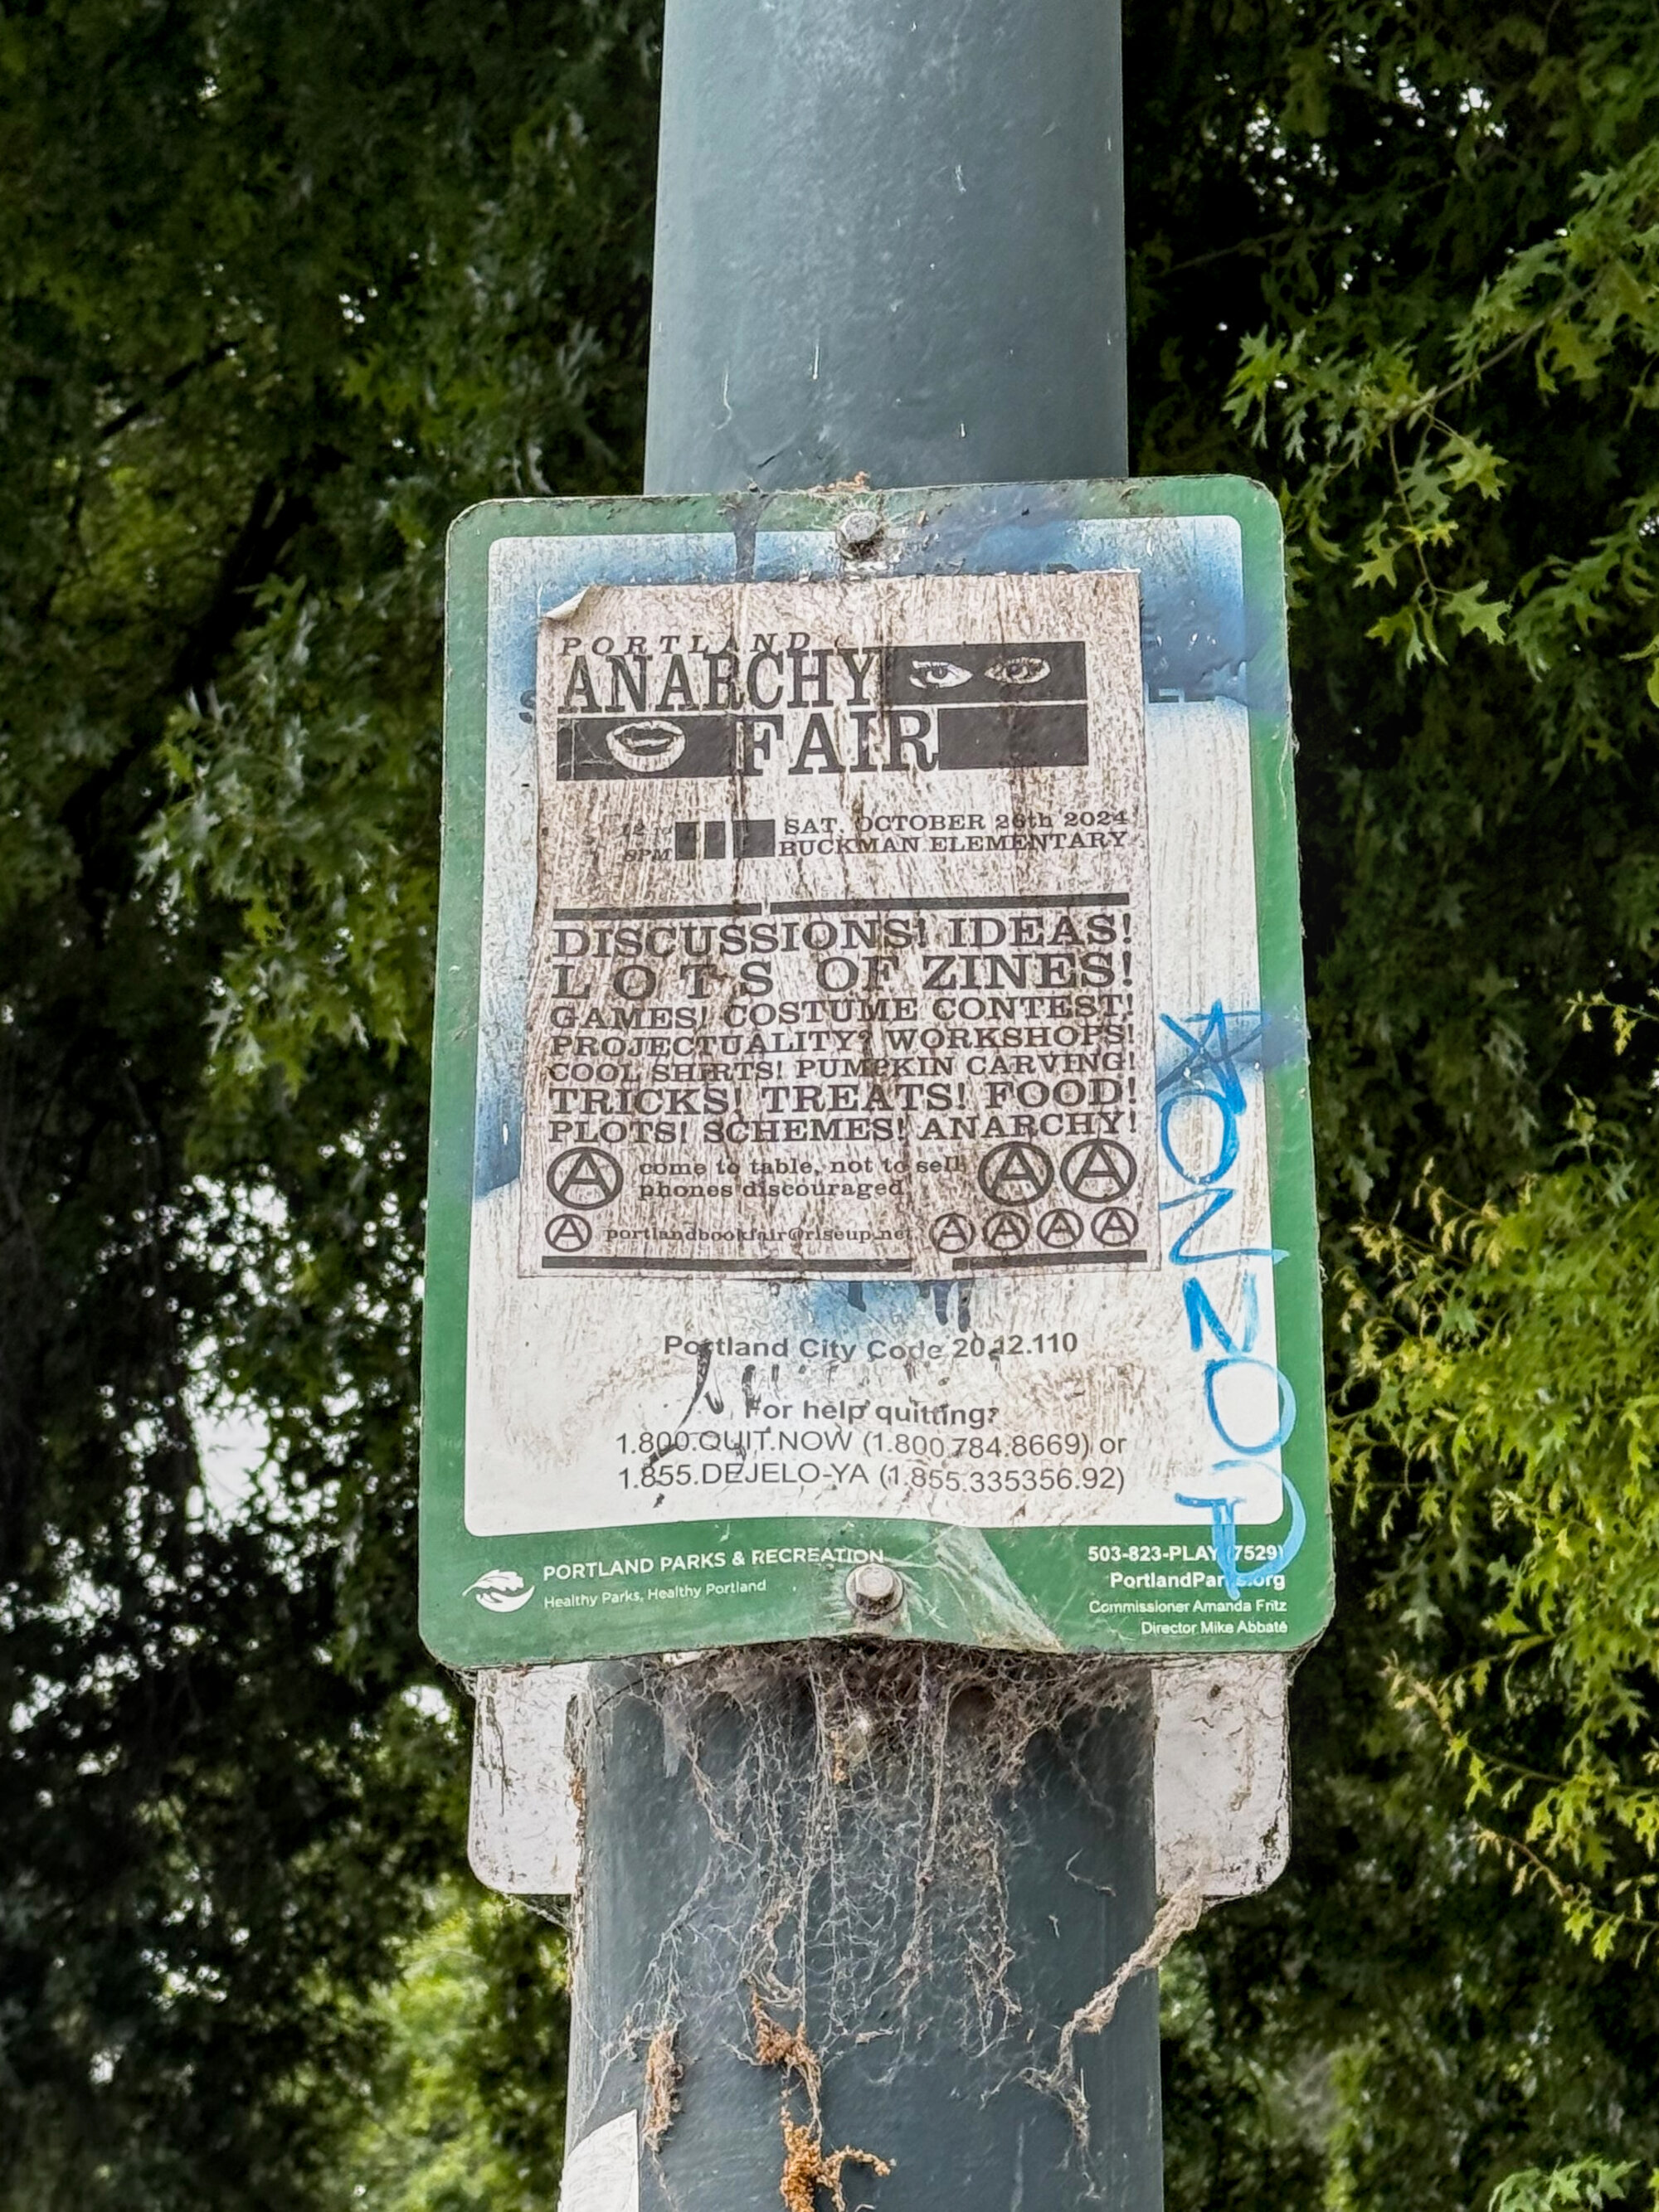 PORTLAND
ANARCHY
FAIR
12 to
8PM
SAT. OCTOBER 26th 2024
BUCKMAN ELEMENTARY
DISCUSSIONS! IDEAS!
LOTS OF ZINES!
GAMES! COSTUME CONTEST!
PROJECTUALITY? WORKSHOPS!
COOL SHIRTS! PUMPKIN CARVING!
TRICKS! TREATS! FOOD!
PLOTS! SCHEMES! ANARCHY!
come to table, not to sell
phones discouraged
portlandbookfair@riseup.net
Portland City Code 20.12.110
For help quitting?
1.800.QUIT.NOW (1.800.784.8669) or
1.855.DEJELO-YA (1.855.335356.92)
PORTLAND PARKS & RECREATION
Healthy Parks, Healthy Portland
503-823-PLAY (7529)
PortlandParks.org
Commissioner Amanda Fritz
Director Mike Abbaté